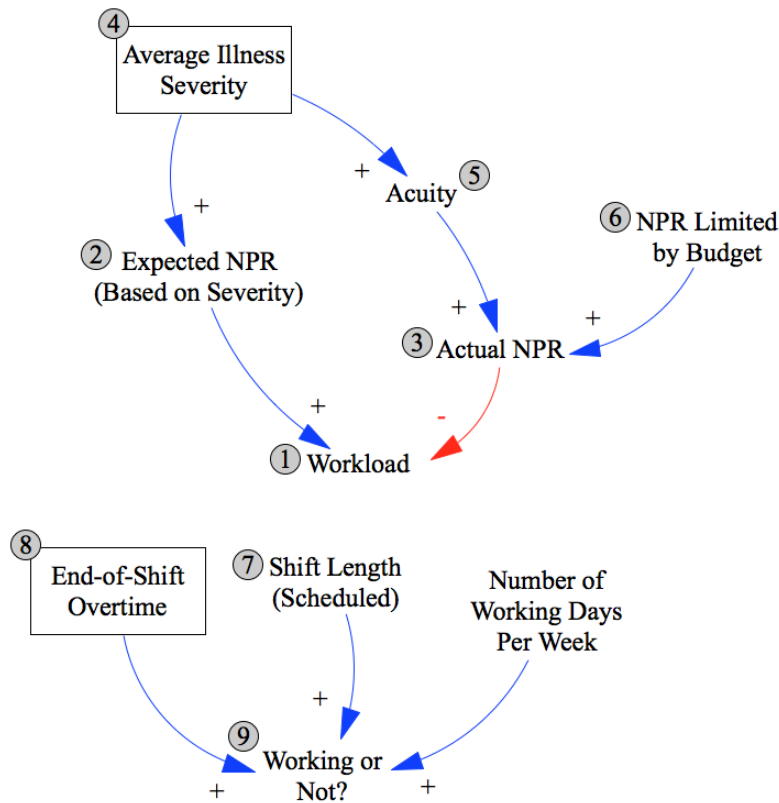 4
Average Illness
Severity
+
Acuity
5
+
2
Expected NPR
(Based on Severity)
6
NPR Limited
by Budget
+
+
3
Actual NPR
+
-
1
Workload
8
End-of-Shift
Overtime
7
Shift Length
(Scheduled)
Number of
Working Days
Per Week
+
9
Working or
Not?
+
+